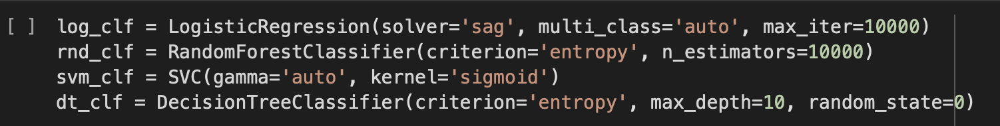 [ ] log_clf = LogisticRegression(solver='sag', multi_class='auto', max_iter=10000)
rnd_clf = RandomForestClassifier(criterion='entropy', n_estimators=10000)
svm_clf = SVC(gamma='auto', kernel='sigmoid')
dt_clf = DecisionTreeClassifier(criterion='entropy', max_depth=10, random_state=0)